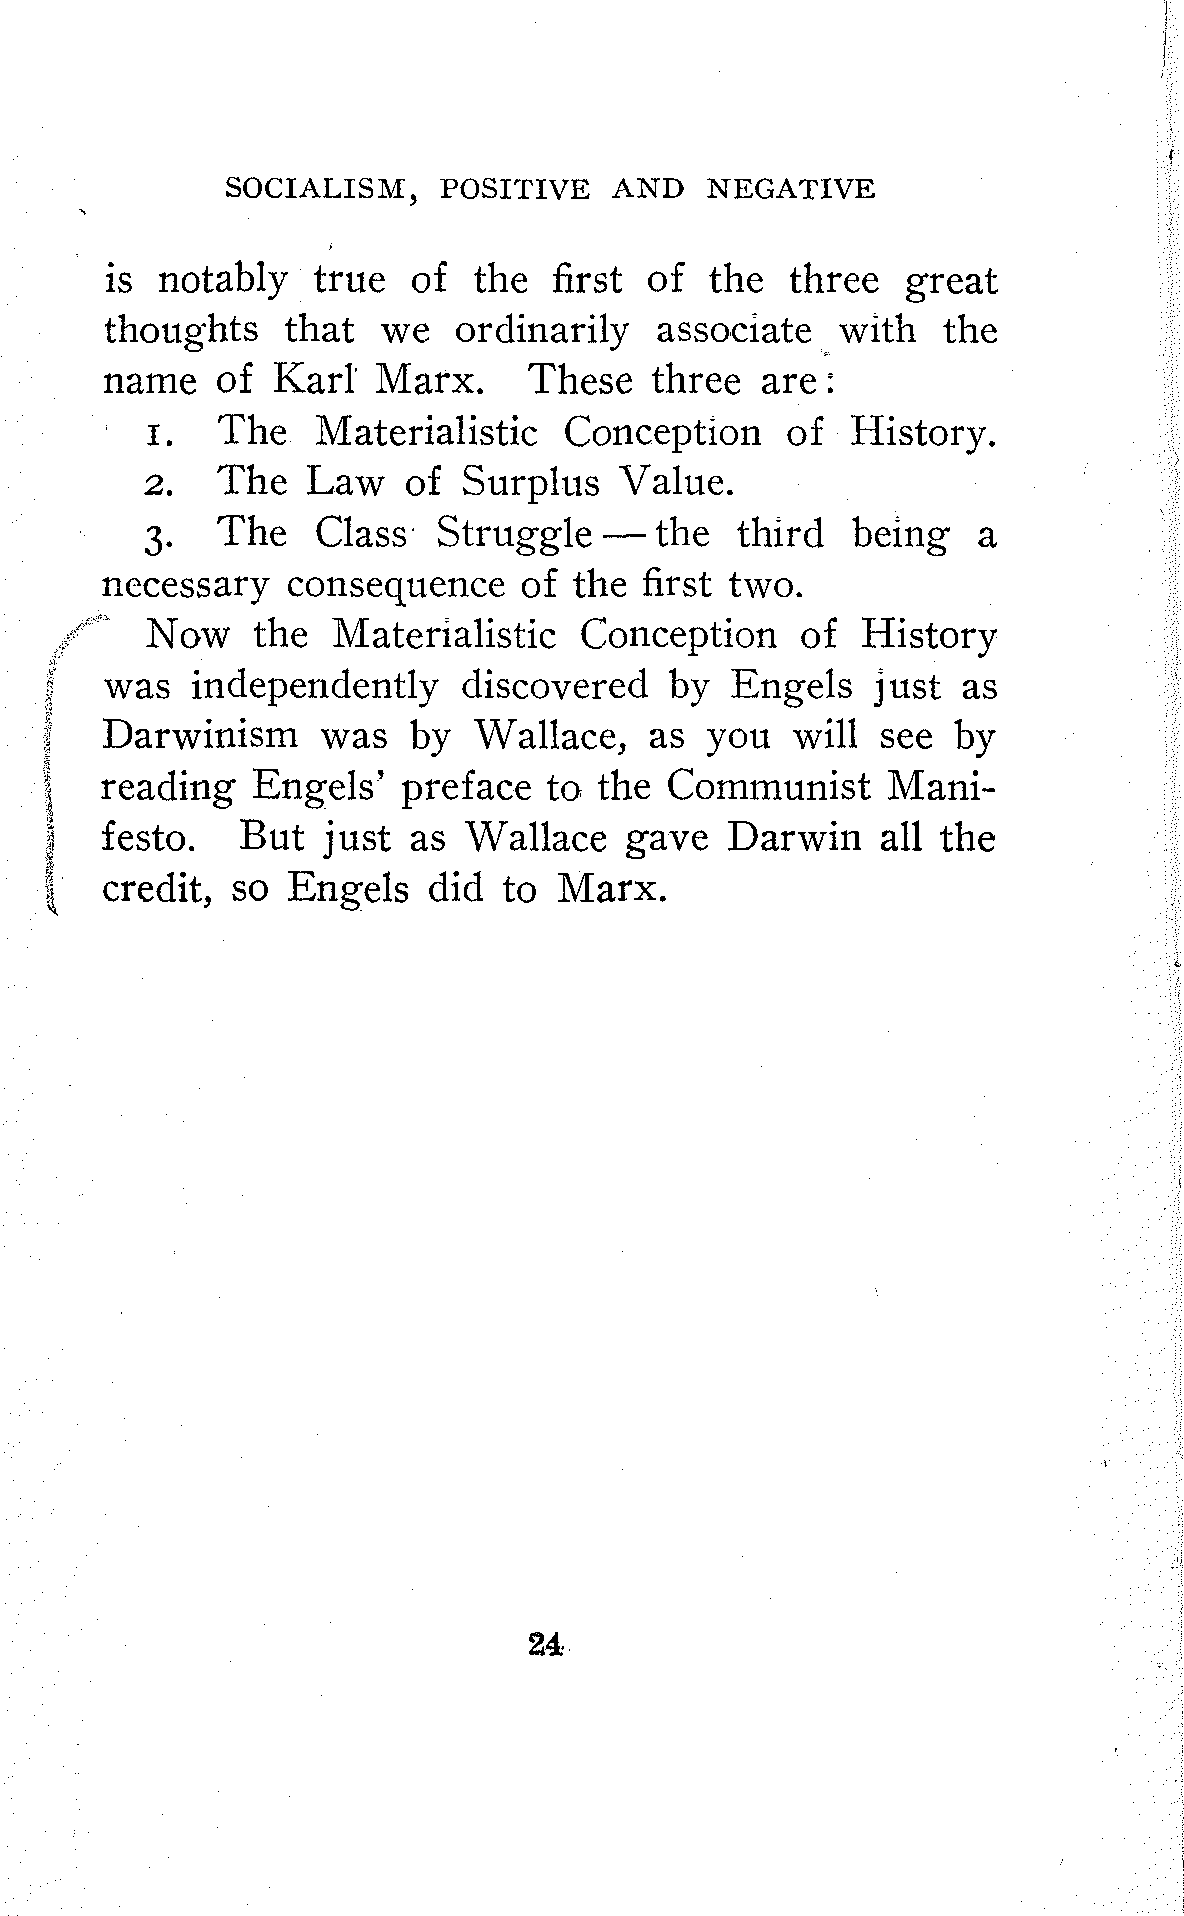 SOCIALISM, POSITIVE AND NEGATIVE
is notably true of the first of the three great
thoughts that we ordinarily associate with the
name of Karl Marx. These three are:
1. The Materialistic Conception of History.
2. The Law of Surplus Value.
3. The Class Struggle — the third being a
necessary consequence of the first two.
Now the Materialistic Conception of History
was independently discovered by Engels just as
Darwinism was by Wallace, as you will see by
reading Engels' preface to the Communist Mani-
festo. But just as Wallace gave Darwin all the
credit, so Engels did to Marx.
24